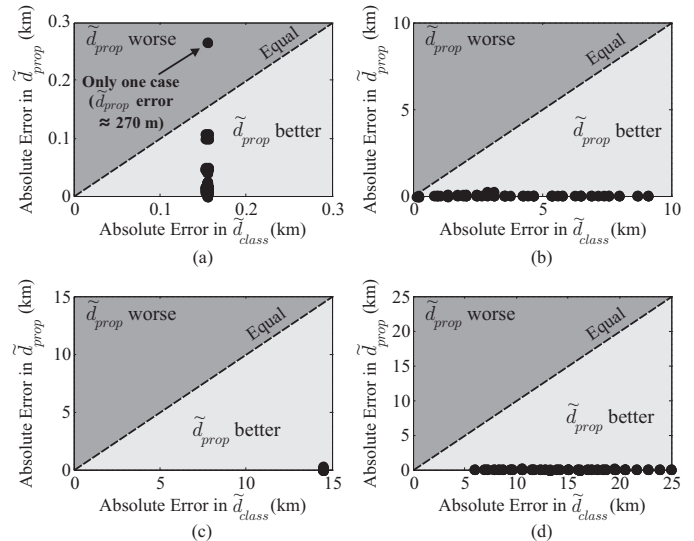 Absolute Error in d̃prop (km)
0.3
0.2
0.1
0
d̃prop worse
Equal
Only one case
(d̃prop error
≈ 270 m)
d̃prop better
0
0.1
0.2
0.3
Absolute Error in d̃class (km)
(a)
Absolute Error in d̃prop (km)
10
5
0
d̃prop worse
Equal
d̃prop better
0
5
10
Absolute Error in d̃class (km)
(b)
Absolute Error in d̃prop (km)
15
10
5
0
d̃prop worse
Equal
d̃prop better
0
5
10
15
Absolute Error in d̃class (km)
(c)
Absolute Error in d̃prop (km)
25
20
15
10
5
0
d̃prop worse
Equal
d̃prop better
0
5
10
15
20
25
Absolute Error in d̃class (km)
(d)